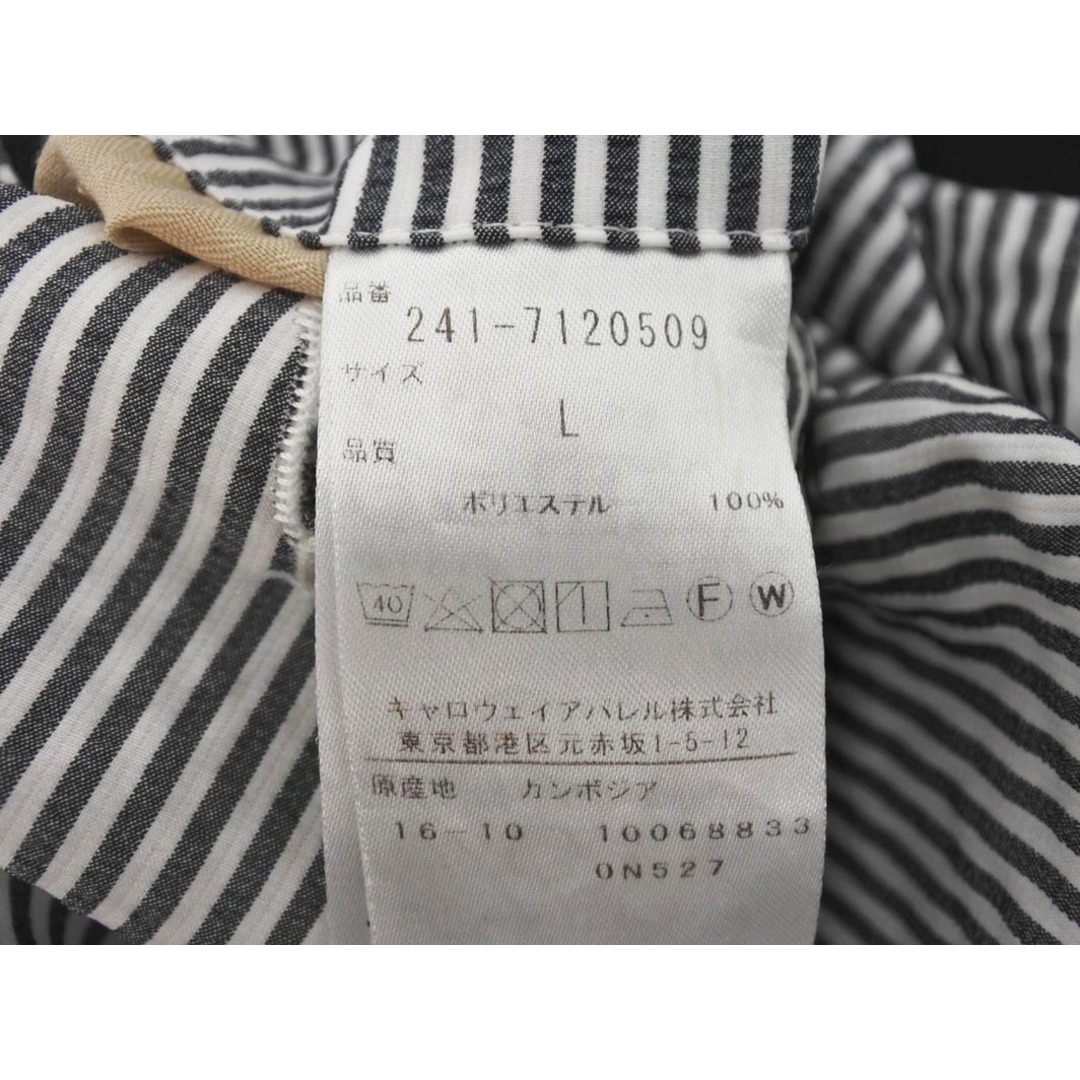 品番
241-7120509
サイズ
L
品質
ポリエステル 100%
40 F W
キャロウェイアパレル株式会社
東京都港区元赤坂1-5-12
原産地 カンボジア
16-10 10068833
0N527